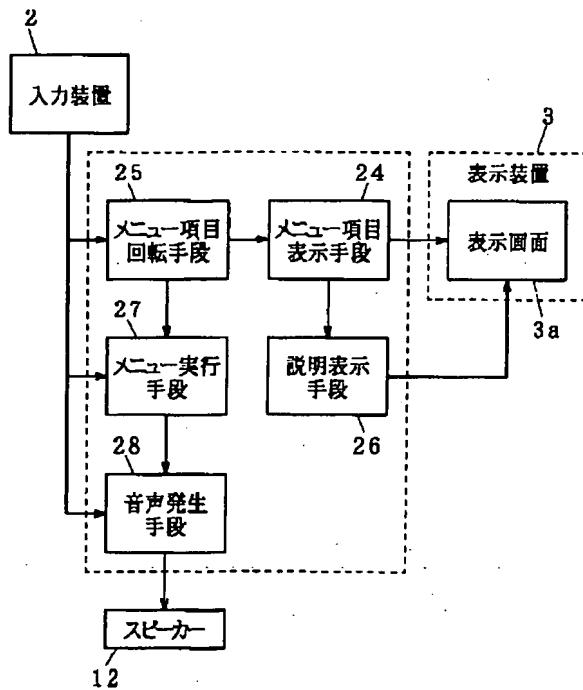 2
入力装置
25
メニュー項目
回転手段
24
メニュー項目
表示手段
3
表示装置
表示画面
3a
27
メニュー実行
手段
説明表示
手段
26
28
音声発生
手段
スピーカー
12